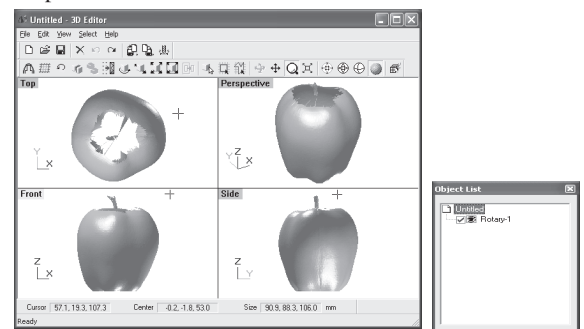 Untitled - 3D Editor
File Edit View Select Help
Top
Perspective
Y
X
Z
Y
X
Front
Side
Z
X
Z
Y
Cursor 57.1, 19.3, 107.3 Center -0.2, -1.8, 53.0 Size 90.9, 88.3, 106.0 mm
Ready
Object List
Untitled
Rotary-1